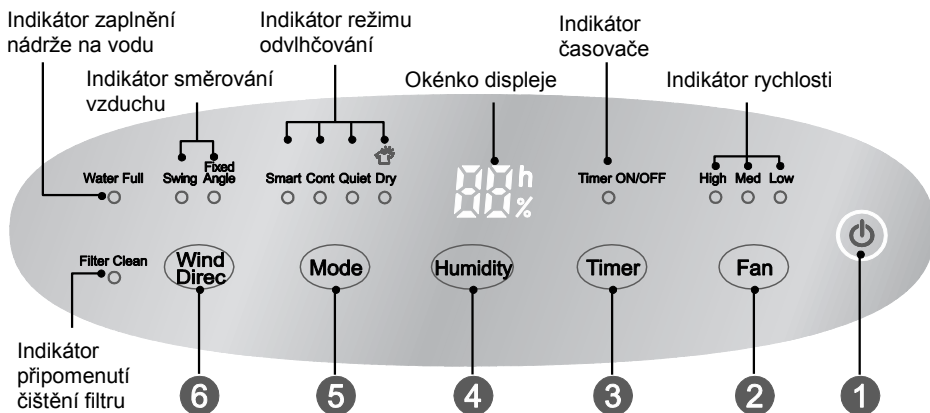 Indikátor zaplnění
nádrže na vodu
Indikátor směrování
vzduchu
Indikátor režimu
odvlhčování
Okénko displeje
Indikátor
časovače
Indikátor rychlosti
Water Full
Swing
Fixed
Angle
Smart Cont Quiet Dry
88 h
%
Timer ON/OFF
High Med Low
Filter Clean
Wind
Direc
Mode
Humidity
Timer
Fan
Indikátor
připomenutí
čištění filtru
6
5
4
3
2
1